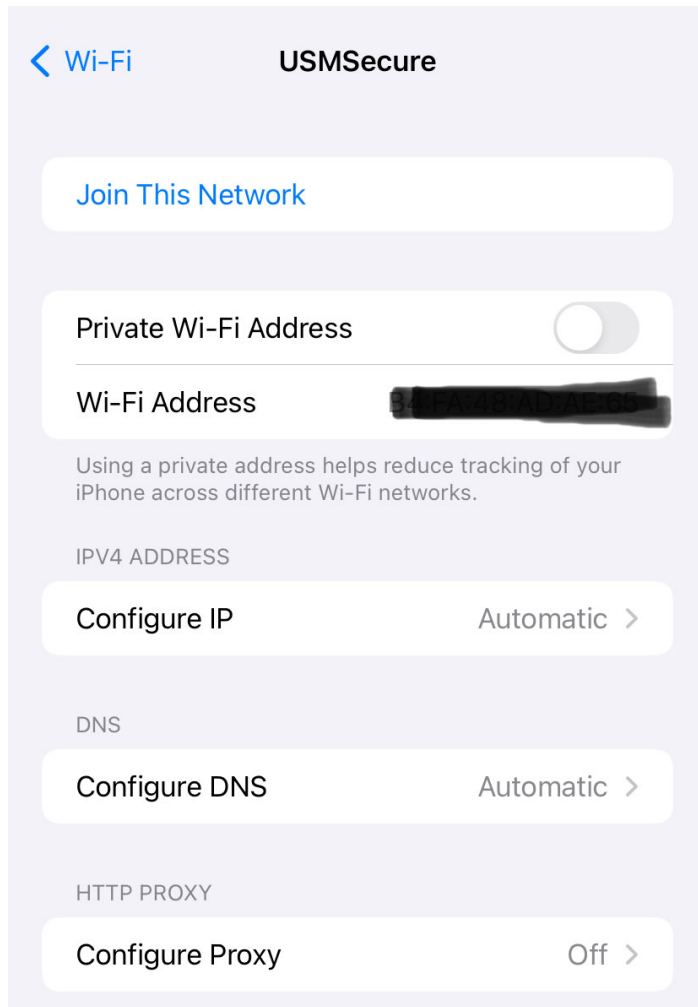 Wi-Fi
USMSecure
Join This Network
Private Wi-Fi Address
Wi-Fi Address
Using a private address helps reduce tracking of your
iPhone across different Wi-Fi networks.
IPV4 ADDRESS
Configure IP Automatic
DNS
Configure DNS Automatic
HTTP PROXY
Configure Proxy Off